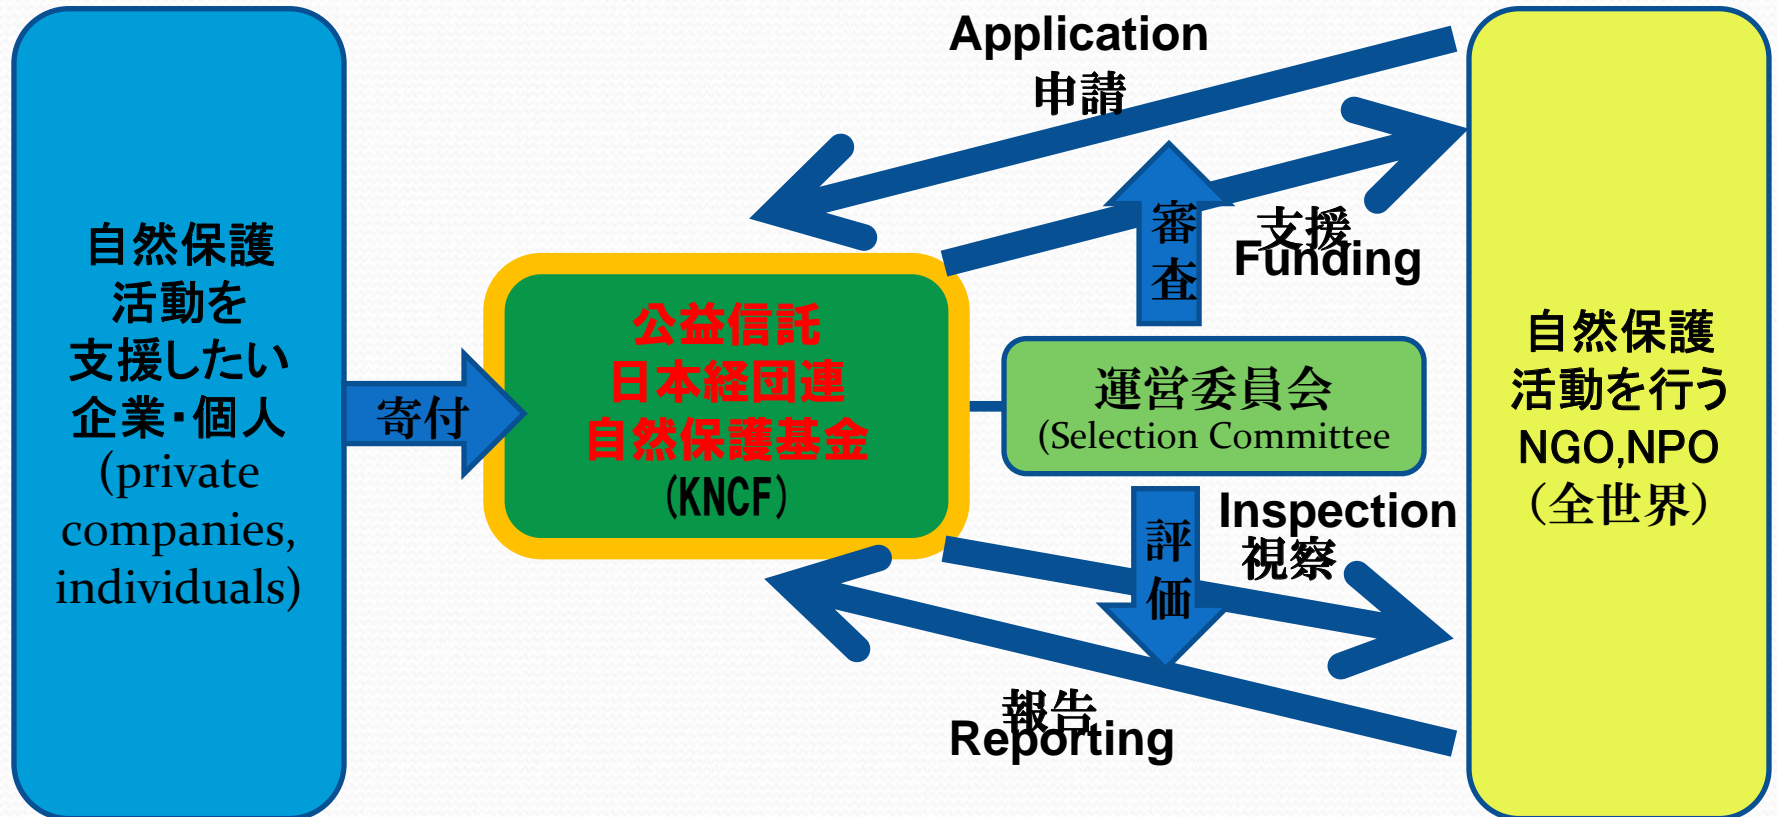 自然保護
活動を
支援したい
企業・個人
(private
companies,
individuals)
寄付
公益信託
日本経団連
自然保護基金
(KNCF)
Application
申請
審
査
支援
Funding
運営委員会
(Selection Committee
評
価
Inspection
視察
報告
Reporting
自然保護
活動を行う
NGO,NPO
（全世界）